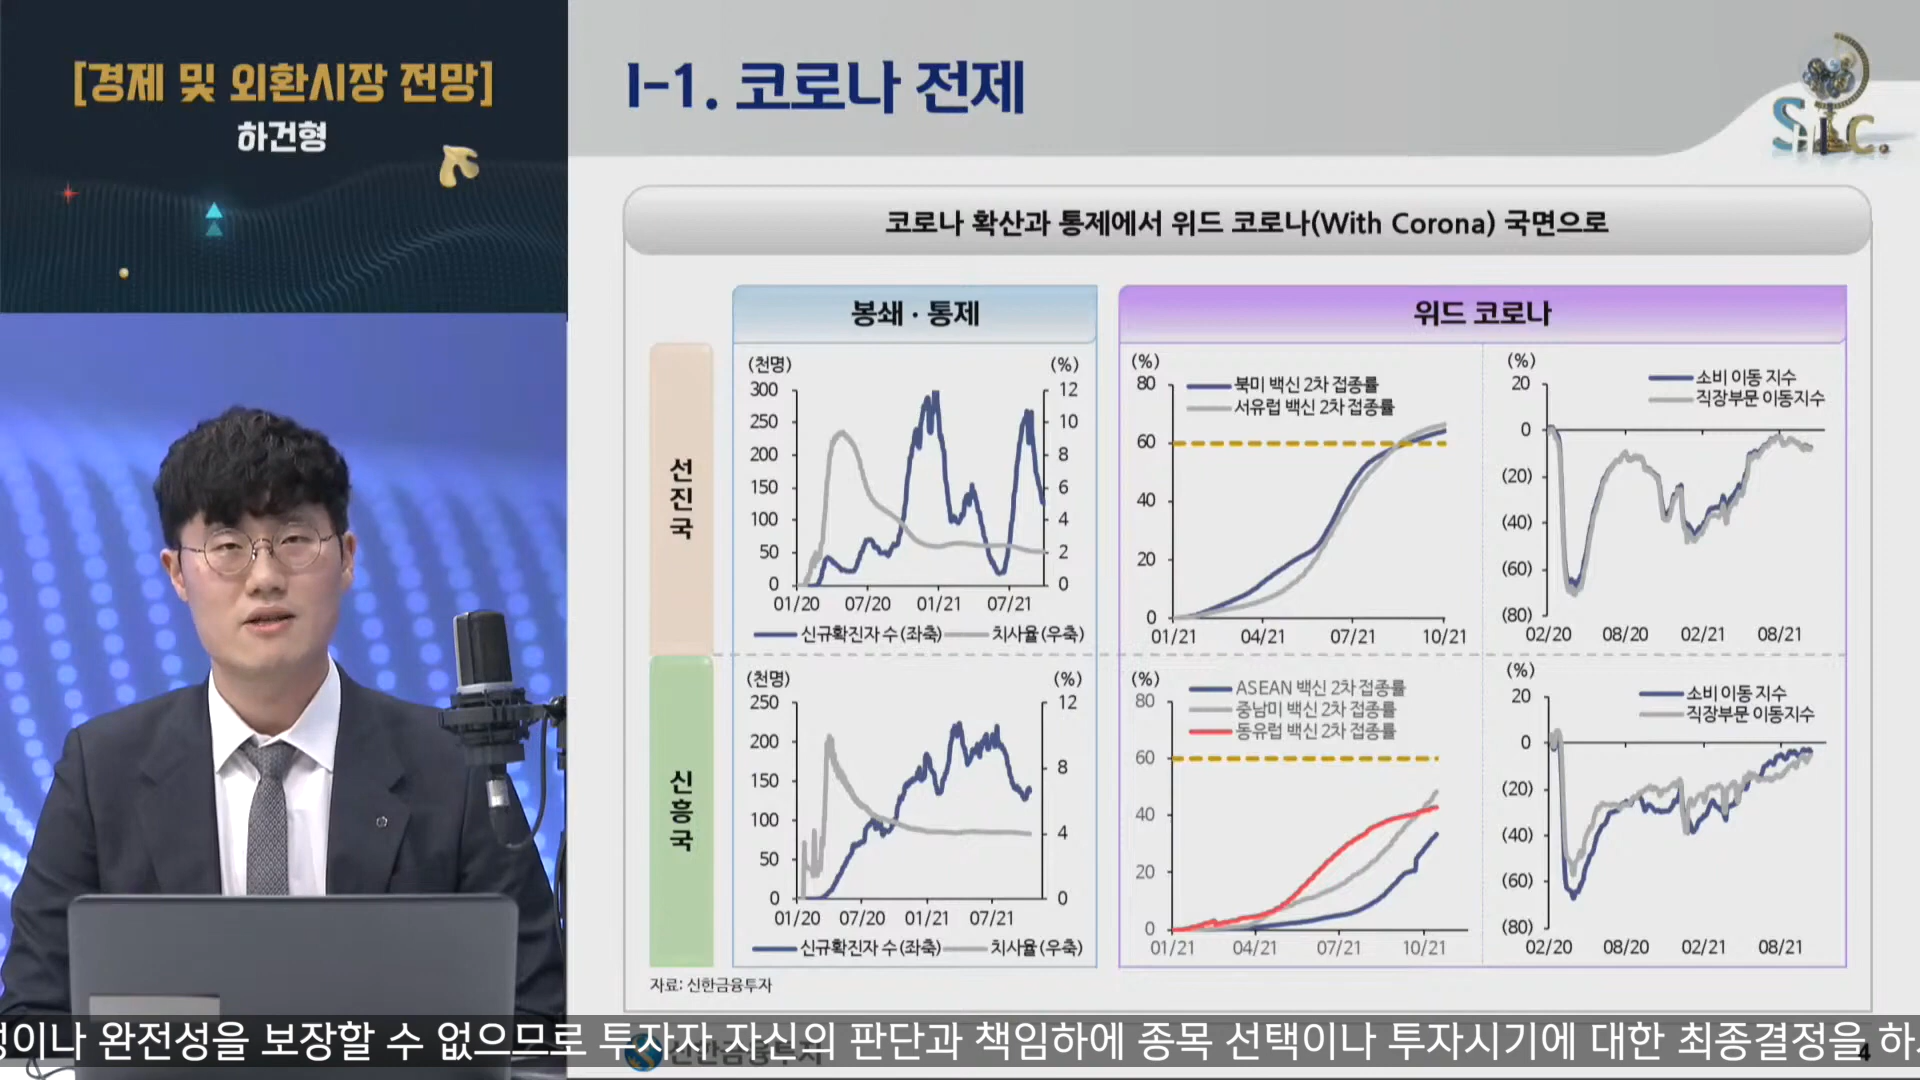 [경제 및 외환시장 전망]
하건형
I-1. 코로나 전제
SHIC.
코로나 확산과 통제에서 위드 코로나(With Corona) 국면으로
봉쇄 · 통제
위드 코로나
선진국
(천명) (%)
300 12
250 10
200 8
150 6
100 4
50 2
0 0
01/20 07/20 01/21 07/21
신규확진자 수(좌축) 치사율(우축)
(%)
북미 백신 2차 접종률
서유럽 백신 2차 접종률
80
60
40
20
0
01/21 04/21 07/21 10/21
(%)
소비 이동 지수
직장부문 이동지수
20
0
(20)
(40)
(60)
(80)
02/20 08/20 02/21 08/21
신흥국
(천명) (%)
250 12
200
150 8
100 4
50
0 0
01/20 07/20 01/21 07/21
신규확진자 수(좌축) 치사율(우축)
(%)
ASEAN 백신 2차 접종률
중남미 백신 2차 접종률
동유럽 백신 2차 접종률
80
60
40
20
0
01/21 04/21 07/21 10/21
(%)
소비 이동 지수
직장부문 이동지수
20
0
(20)
(40)
(60)
(80)
02/20 08/20 02/21 08/21
자료: 신한금융투자
이나 완전성을 보장할 수 없으므로 투자자 자신의 판단과 책임하에 종목 선택이나 투자시기에 대한 최종결정을 하
신한금융투자
4